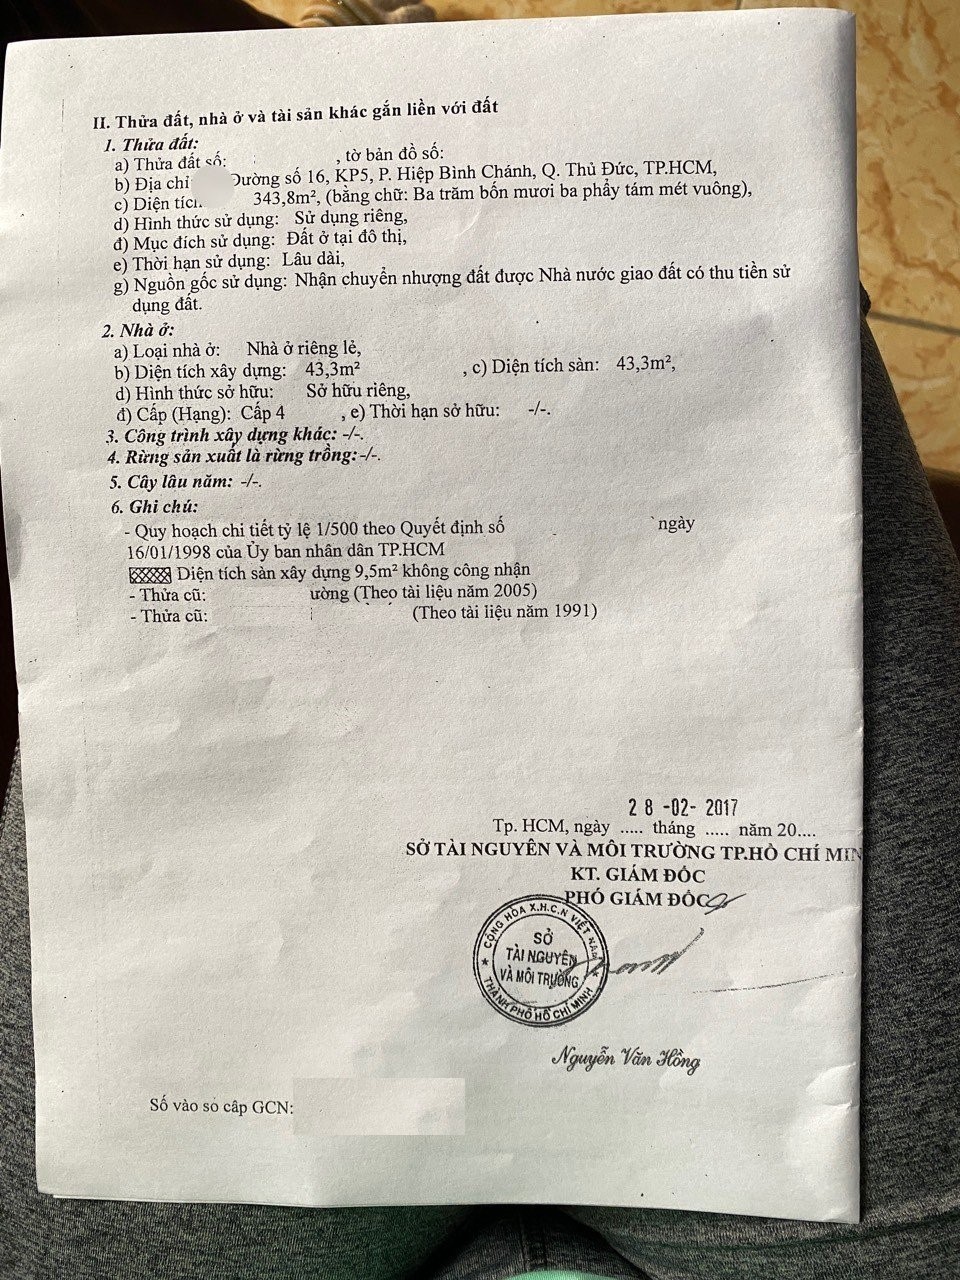 II. Thửa đất, nhà ở và tài sản khác gắn liền với đất
1. Thửa đất:
a) Thửa đất số: , tờ bản đồ số:
b) Địa chỉ Đường số 16, KP5, P. Hiệp Bình Chánh, Q. Thủ Đức, TP.HCM,
c) Diện tích. 343,8m², (bằng chữ: Ba trăm bốn mươi ba phẩy tám mét vuông),
d) Hình thức sử dụng: Sử dụng riêng,
đ) Mục đích sử dụng: Đất ở tại đô thị,
e) Thời hạn sử dụng: Lâu dài,
g) Nguồn gốc sử dụng: Nhận chuyển nhượng đất được Nhà nước giao đất có thu tiền sử
dụng đất.
2. Nhà ở:
a) Loại nhà ở: Nhà ở riêng lẻ,
b) Diện tích xây dựng: 43,3m² , c) Diện tích sàn: 43,3m²,
d) Hình thức sở hữu: Sở hữu riêng,
đ) Cấp (Hạng): Cấp 4 , e) Thời hạn sở hữu: -/-.
3. Công trình xây dựng khác: -/-.
4. Rừng sản xuất là rừng trồng:-/-.
5. Cây lâu năm: -/-.
6. Ghi chú:
- Quy hoạch chi tiết tỷ lệ 1/500 theo Quyết định số ngày
16/01/1998 của Ủy ban nhân dân TP.HCM
Diện tích sàn xây dựng 9,5m² không công nhận
- Thửa cũ: ường (Theo tài liệu năm 2005)
- Thửa cũ: (Theo tài liệu năm 1991)
28-02-2017
Tp. HCM, ngày ..... tháng ..... năm 20....
SỞ TÀI NGUYÊN VÀ MÔI TRƯỜNG TP.HỒ CHÍ MIN
KT. GIÁM ĐỐC
PHÓ GIÁM ĐỐC
CỘNG HÒA X.H.C.N VIỆT NAM
SỞ
TÀI NGUYÊN
VÀ MÔI TRƯỜNG
THÀNH PHỐ HỒ CHÍ MINH
Nguyễn Văn Hồng
Số vào sổ cấp GCN: